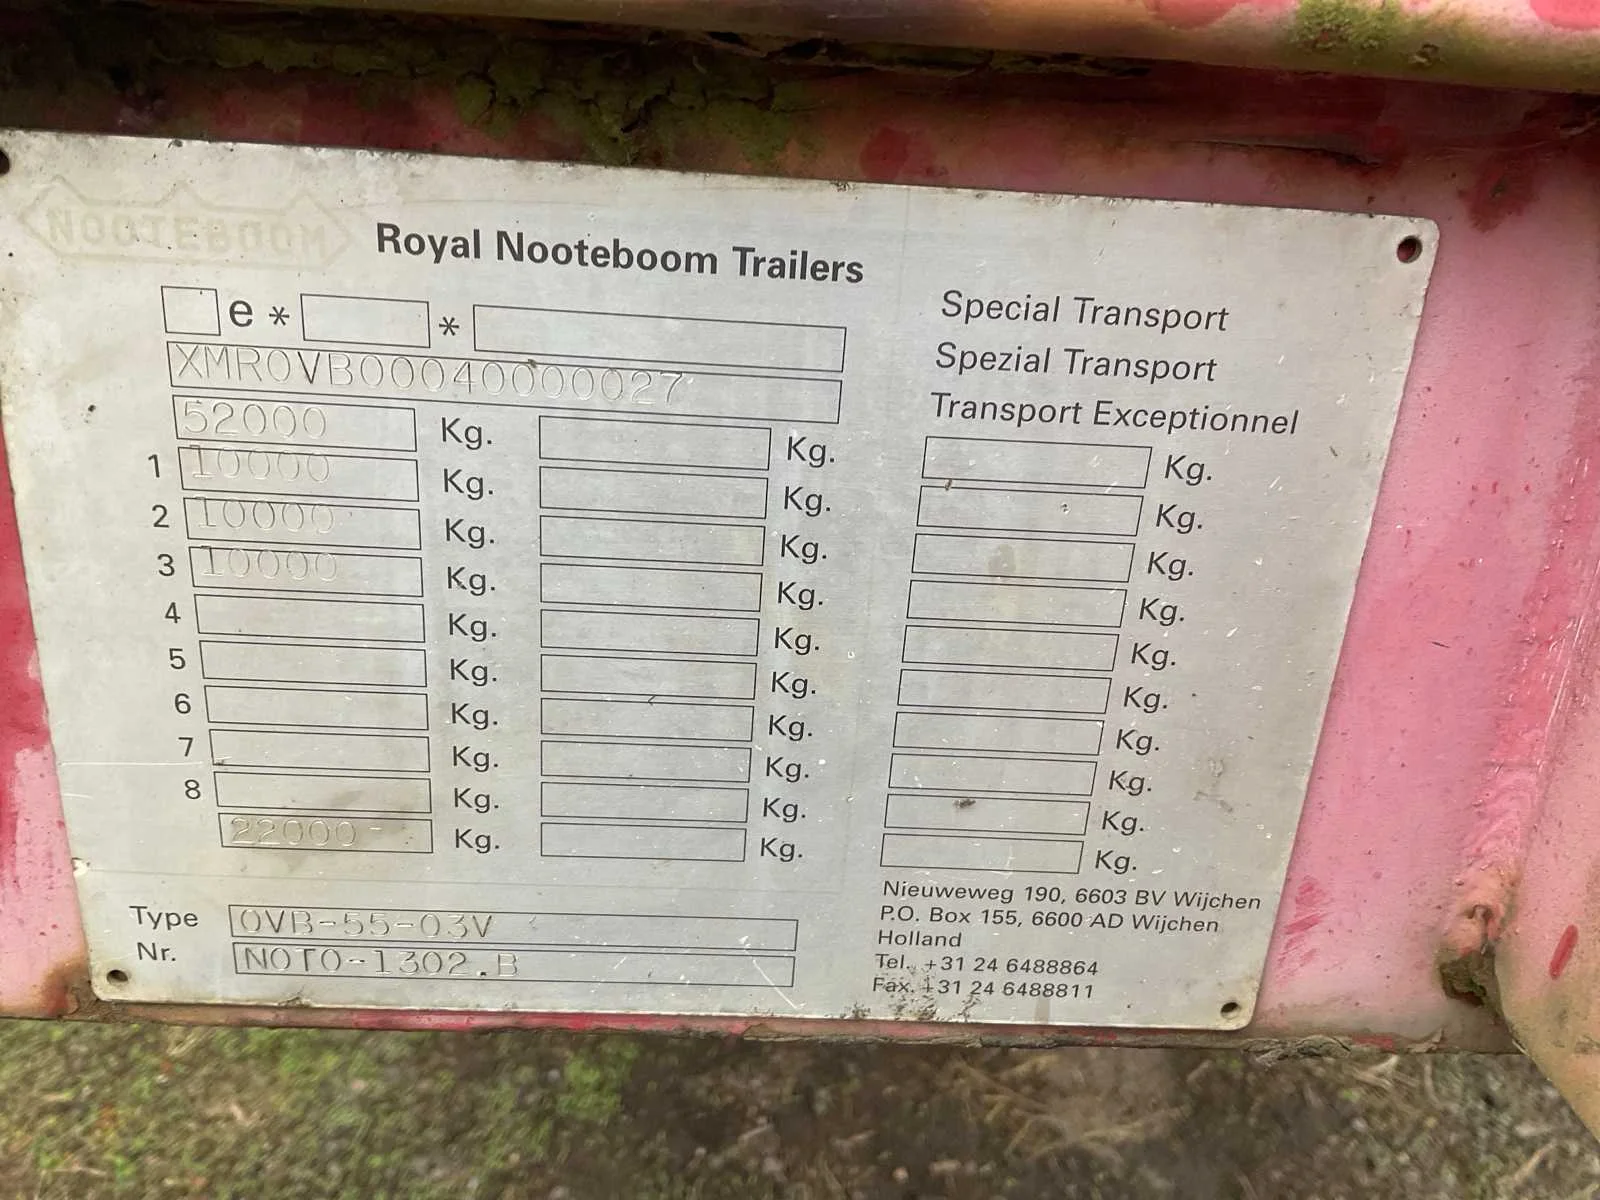 NOOTEBOOM
Royal Nooteboom Trailers
e * *
XMROVB00040000027
52000 Kg. Kg.
1 10000 Kg. Kg.
2 10000 Kg. Kg.
3 10000 Kg. Kg.
4 Kg. Kg.
5 Kg. Kg.
6 Kg. Kg.
7 Kg. Kg.
8 Kg. Kg.
22000 Kg. Kg.
Type OVB-55-03V
Nr. NOTO-1302.B
Special Transport
Spezial Transport
Transport Exceptionnel
Kg.
Kg.
Kg.
Kg.
Kg.
Kg.
Kg.
Kg.
Kg.
Kg.
Nieuweweg 190, 6603 BV Wijchen
P.O. Box 155, 6600 AD Wijchen
Holland
Tel. +31 24 6488864
Fax. +31 24 6488811